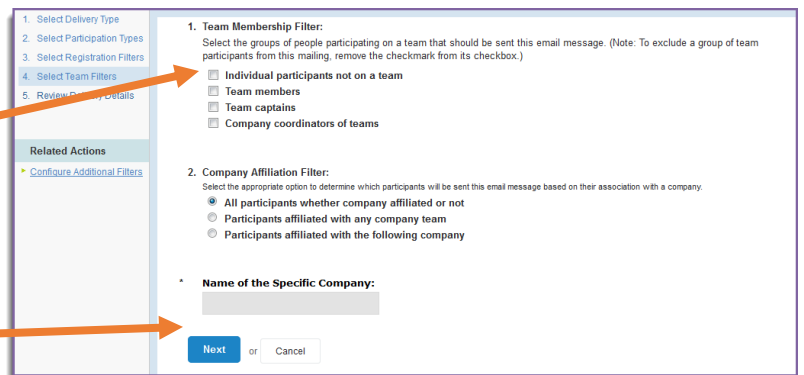 1. Select Delivery Type
2. Select Participation Types
3. Select Registration Filters
4. Select Team Filters
5. Review Delivery Details
Related Actions
Configure Additional Filters
1. Team Membership Filter:
Select the groups of people participating on a team that should be sent this email message. (Note: To exclude a group of team
participants from this mailing, remove the checkmark from its checkbox.)
Individual participants not on a team
Team members
Team captains
Company coordinators of teams
2. Company Affiliation Filter:
Select the appropriate option to determine which participants will be sent this email message based on their association with a company.
All participants whether company affiliated or not
Participants affiliated with any company team
Participants affiliated with the following company
* Name of the Specific Company:
Next or Cancel